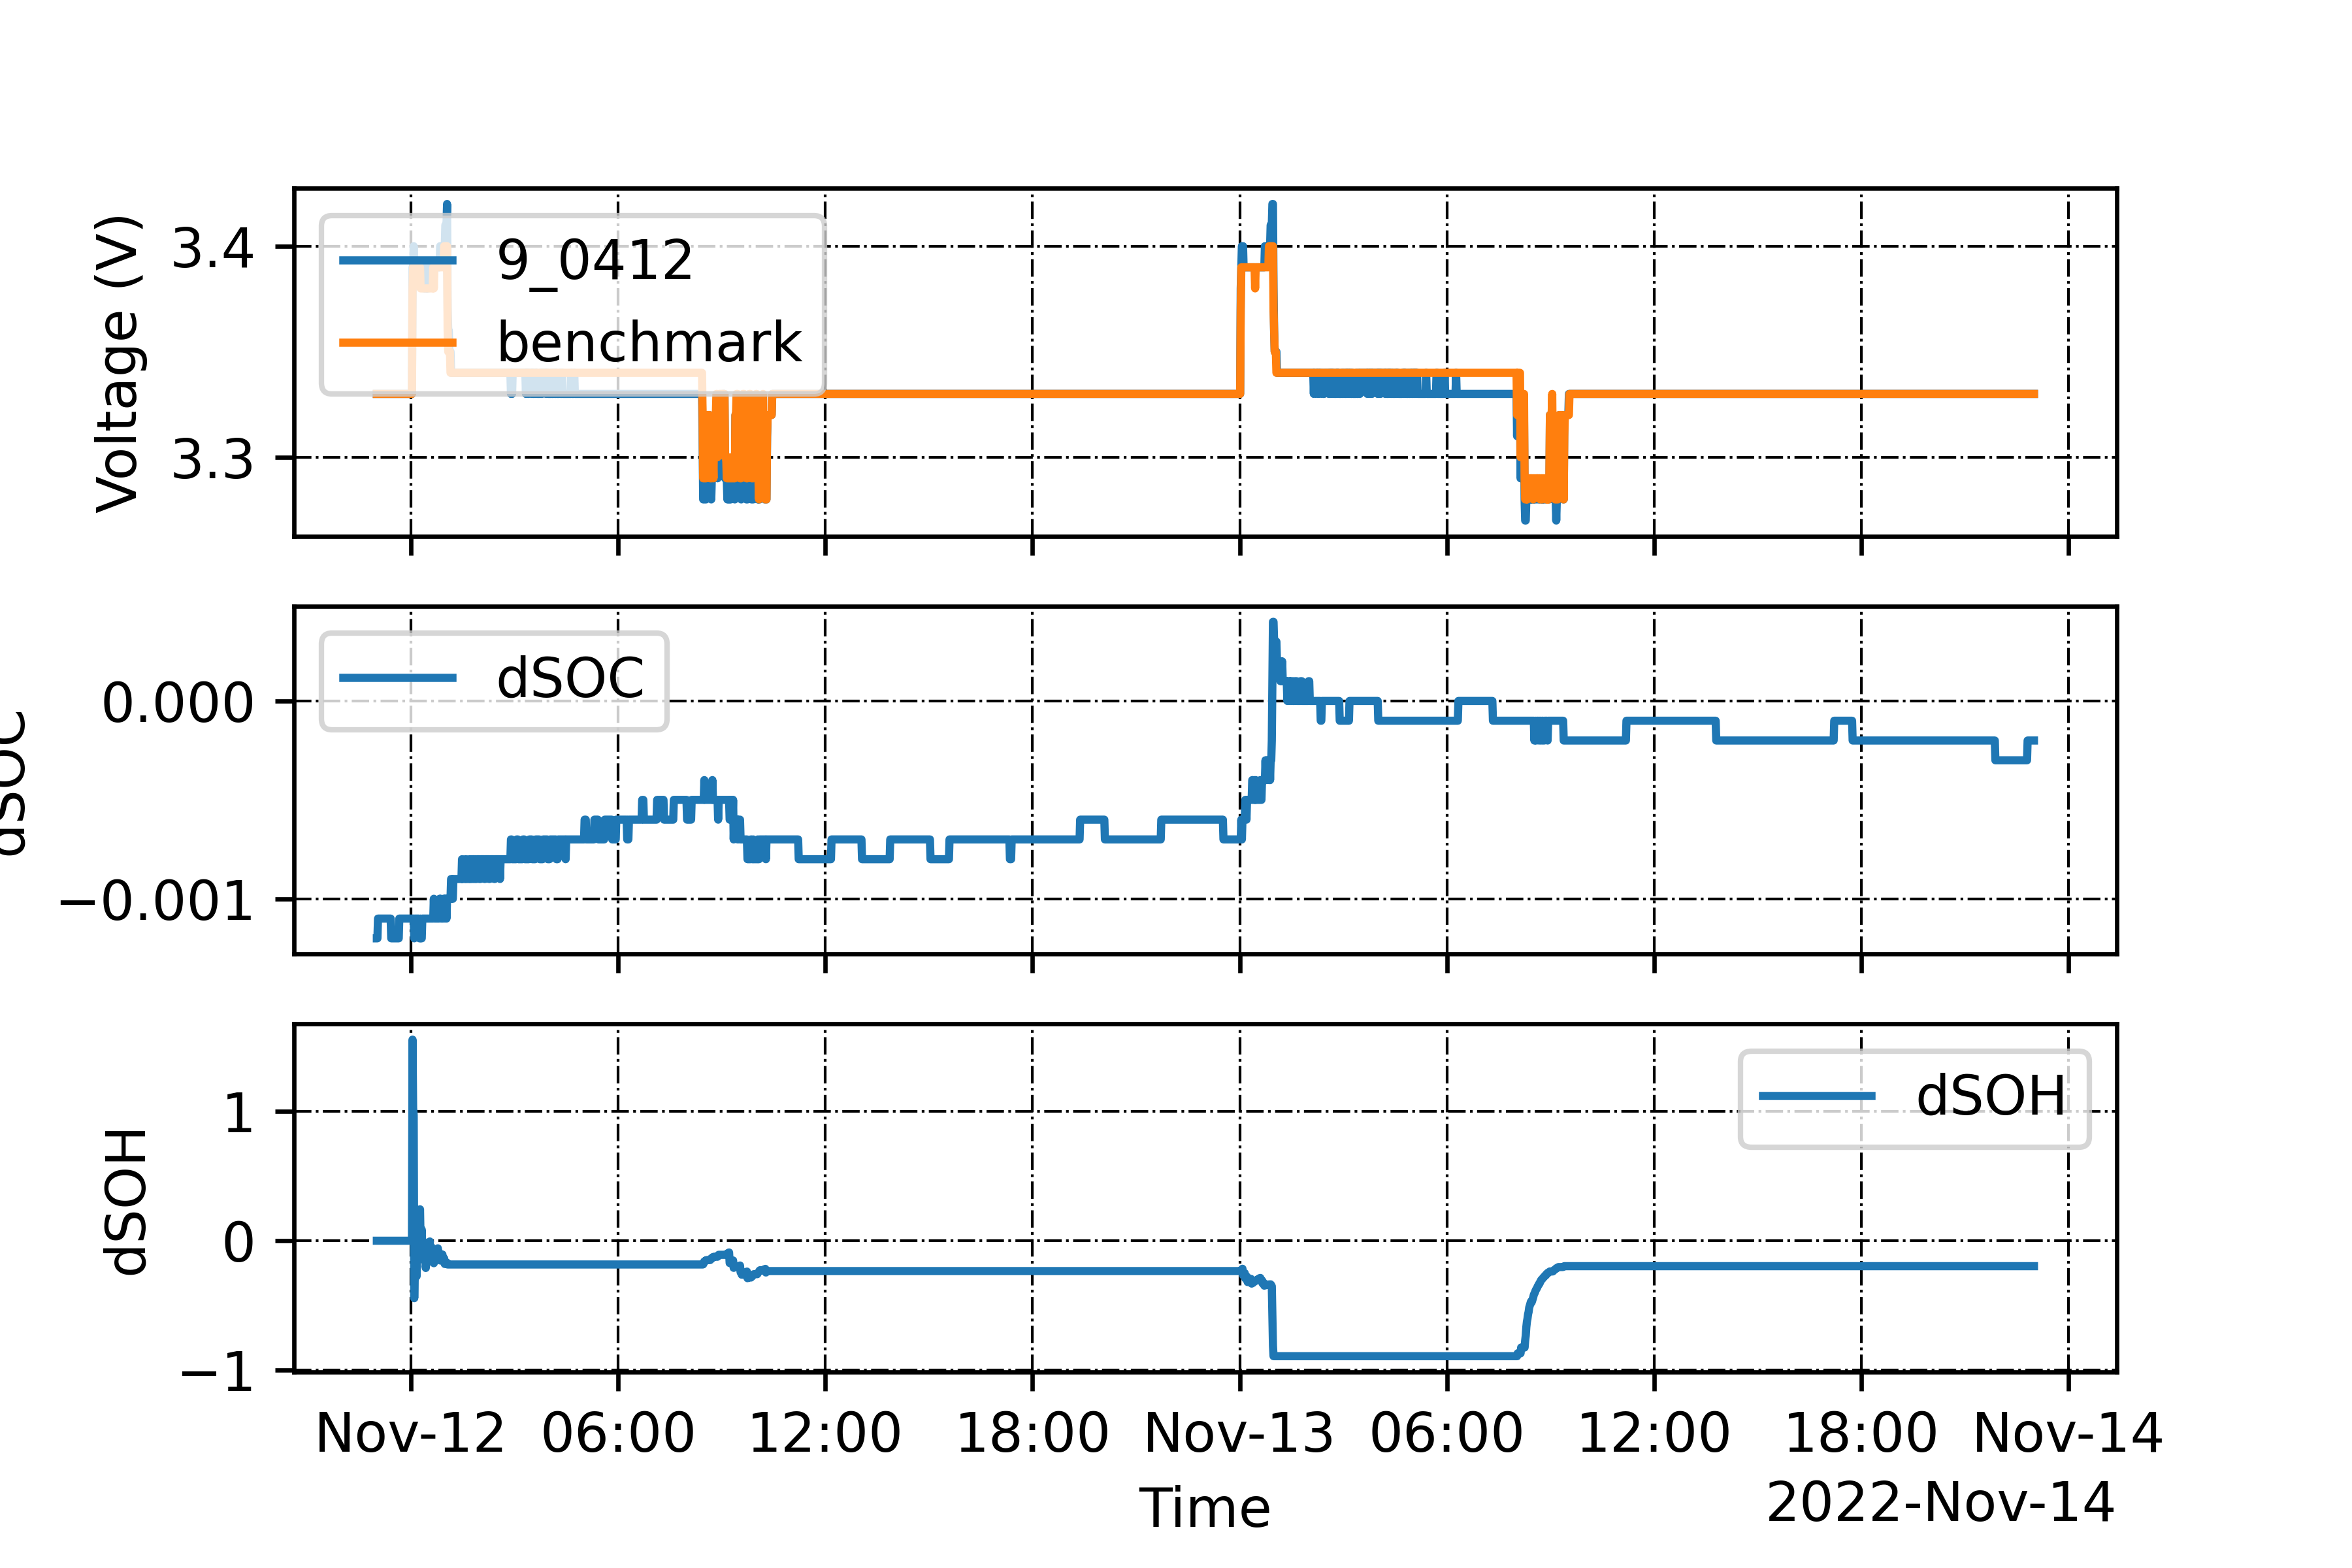 Voltage (V)
3.4
3.3
9_0412
benchmark
dSOC
0.000
−0.001
dSOC
dSOH
1
0
−1
dSOH
Nov-12 06:00 12:00 18:00 Nov-13 06:00 12:00 18:00 Nov-14
Time
2022-Nov-14